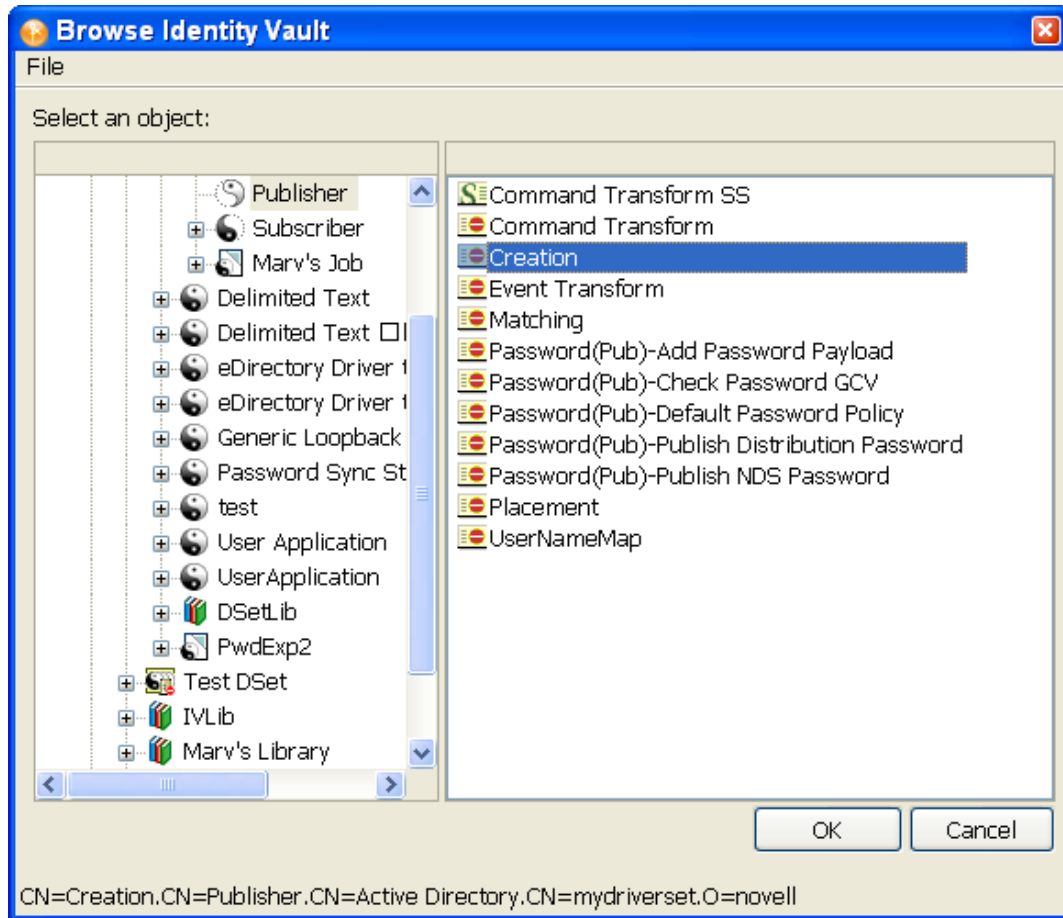 Browse Identity Vault
File
Select an object:
Publisher
Subscriber
Marv's Job
Delimited Text
Delimited Text
eDirectory Driver
eDirectory Driver
Generic Loopback
Password Sync St
test
User Application
UserApplication
DSetLib
PwdExp2
Test DSet
IVLib
Marv's Library
Command Transform SS
Command Transform
Creation
Event Transform
Matching
Password(Pub)-Add Password Payload
Password(Pub)-Check Password GCV
Password(Pub)-Default Password Policy
Password(Pub)-Publish Distribution Password
Password(Pub)-Publish NDS Password
Placement
UserNameMap
OK Cancel
CN=Creation.CN=Publisher.CN=Active Directory.CN=mydriverset.O=novell